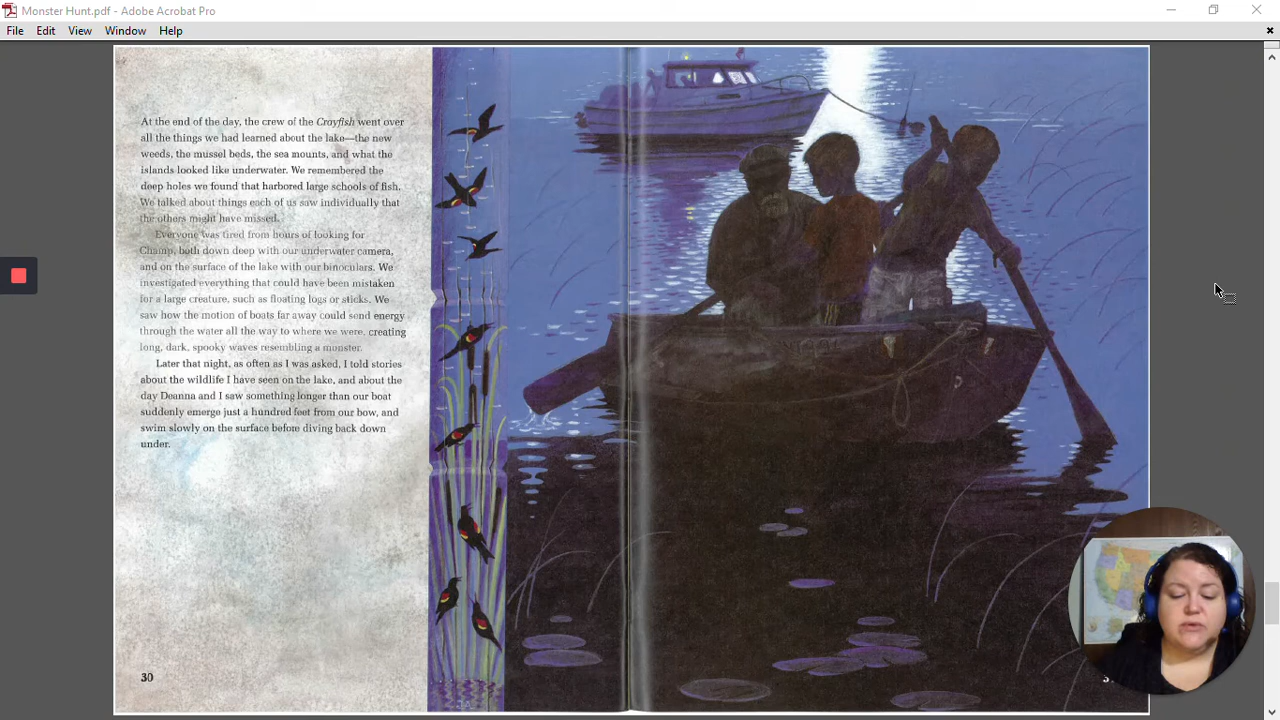 Monster Hunt.pdf - Adobe Acrobat Pro
File Edit View Window Help
At the end of the day, the crew of the Crayfish went over
all the things we had learned about the lake—the new
weeds, the mussel beds, the sea mounts, and what the
islands looked like underwater. We remembered the
deep holes we found that harbored large schools of fish.
We talked about things each of us saw individually that
the others might have missed.
Everyone was tired from hours of looking for
Champ, both down deep with our underwater camera,
and on the surface of the lake with our binoculars. We
investigated everything that could have been mistaken
for a large creature, such as floating logs or sticks. We
saw how the motion of boats far away could send energy
through the water all the way to where we were, creating
long, dark, spooky waves resembling a monster.
Later that night, as often as I was asked, I told stories
about the wildlife I have seen on the lake, and about the
day Deanna and I saw something longer than our boat
suddenly emerge just a hundred feet from our bow, and
swim slowly on the surface before diving back down
under.
30